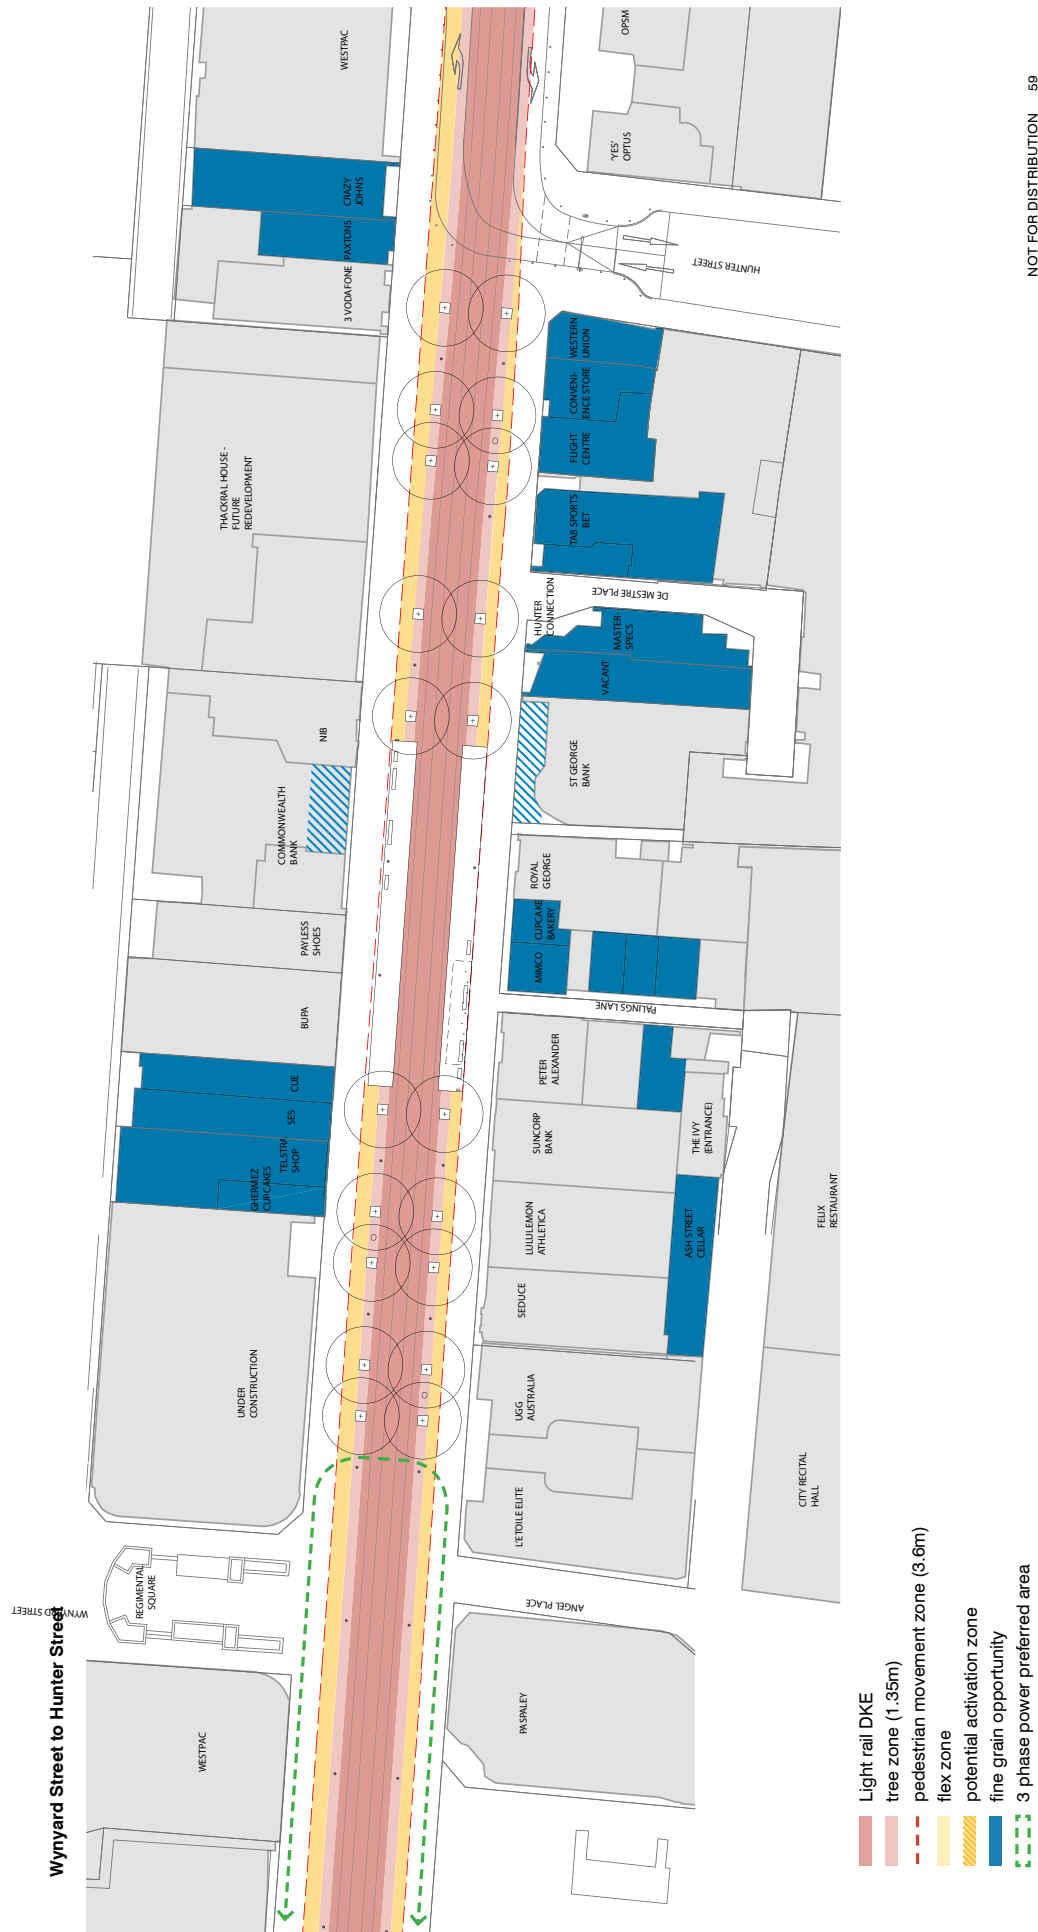 Wynyard Street to Hunter Street
WYNYARD STREET
REGIMENTAL
SQUARE
WESTPAC
UNDER
CONSTRUCTION
GHERMEZ
CUPCAKES
TELSTRA
SHOP
SES
CUE
BUPA
PAYLESS
SHOES
COMMONWEALTH
BANK
NIB
THACKRAL HOUSE -
FUTURE
REDEVELOPMENT
3 VODAFONE
PAXTONS
CRAZY
JOHNS
WESTPAC
PASPALEY
ANGEL PLACE
L'ETOILE ELITE
UGG
AUSTRALIA
SEDUCE
LULULEMON
ATHLETICA
SUNCORP
BANK
PETER
ALEXANDER
PALINGS LANE
MIMCO
CUPCAKE
BAKERY
ROYAL
GEORGE
ST GEORGE
BANK
VACANT
MASTER-
SPECS
HUNTER
CONNECTION
DE MESTRE PLACE
TAB SPORTS
BET
FLIGHT
CENTRE
CONVENI-
ENCE STORE
WESTERN
UNION
HUNTER STREET
'YES'
OPTUS
OPSM
ASH STREET
CELLAR
THE IVY
(ENTRANCE)
CITY RECITAL
HALL
FELIX
RESTAURANT
Light rail DKE
tree zone (1.35m)
pedestrian movement zone (3.6m)
flex zone
potential activation zone
fine grain opportunity
3 phase power preferred area
NOT FOR DISTRIBUTION 59